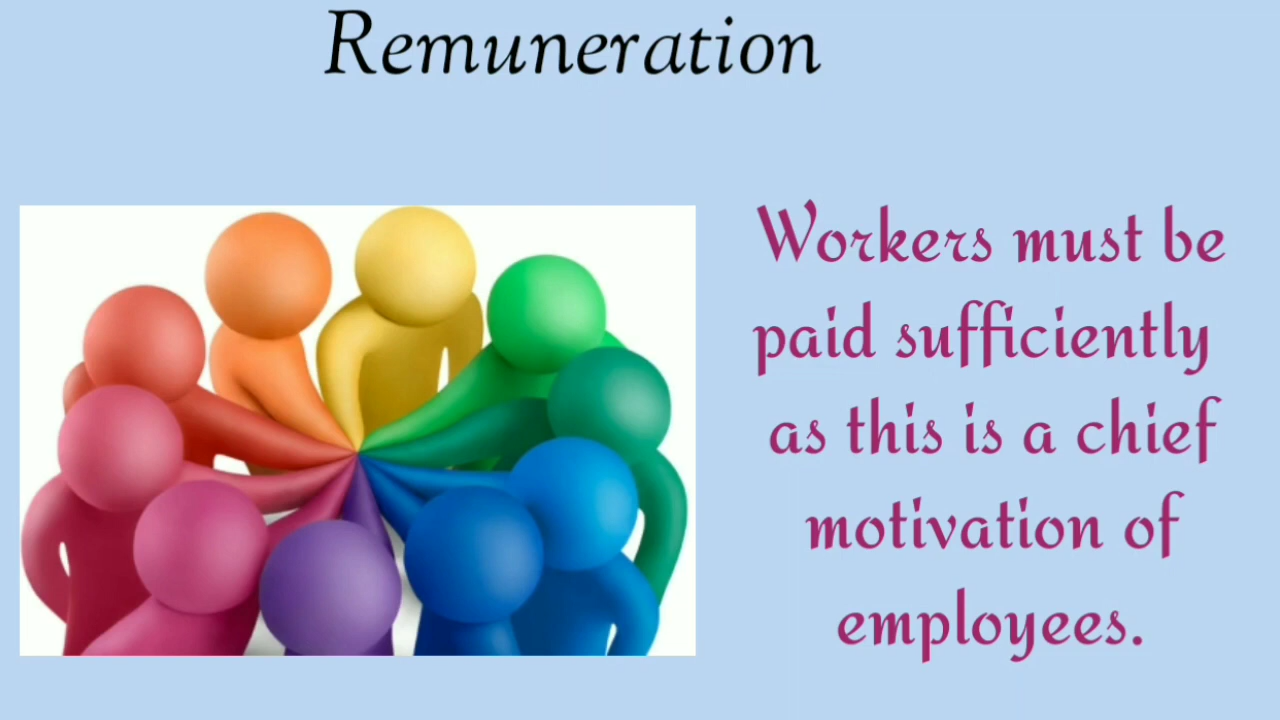 Remuneration
Workers must be
paid sufficiently
as this is a chief
motivation of
employees.